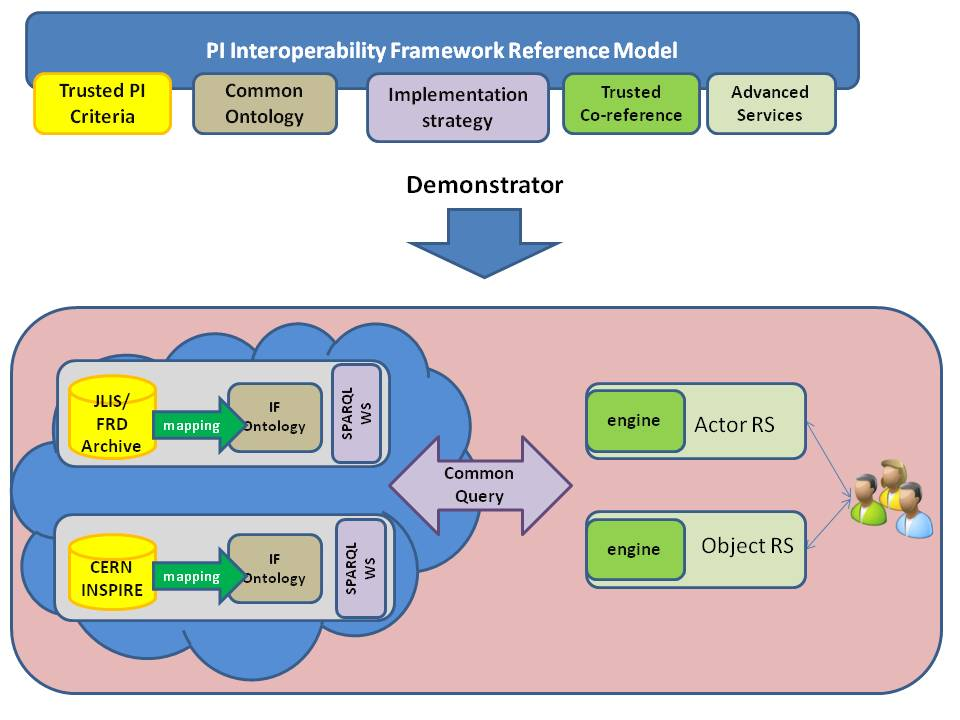 PI Interoperability Framework Reference Model
Trusted PI
Criteria
Common
Ontology
Implementation
strategy
Trusted
Co-reference
Advanced
Services
Demonstrator
JLIS/
FRD
Archive
mapping
IF
Ontology
SPARQL
WS
engine
Actor RS
Common
Query
CERN
INSPIRE
mapping
IF
Ontology
SPARQL
WS
engine
Object RS